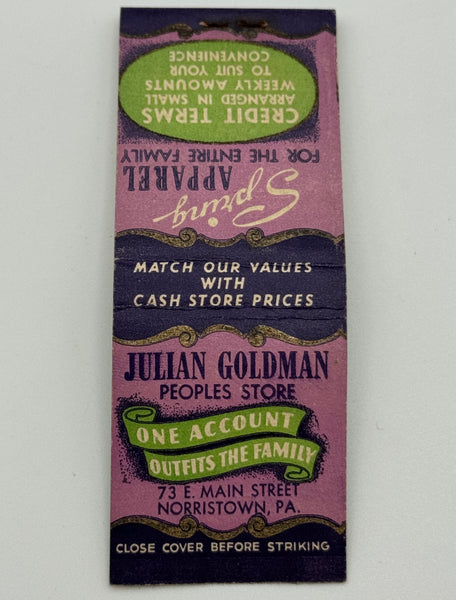 CREDIT TERMS
ARRANGED IN SMALL
WEEKLY AMOUNTS
TO SUIT YOUR
CONVENIENCE
Spring
APPAREL
FOR THE ENTIRE FAMILY
MATCH OUR VALUES
WITH
CASH STORE PRICES
JULIAN GOLDMAN
PEOPLES STORE
ONE ACCOUNT
OUTFITS THE FAMILY
73 E. MAIN STREET
NORRISTOWN, PA.
CLOSE COVER BEFORE STRIKING